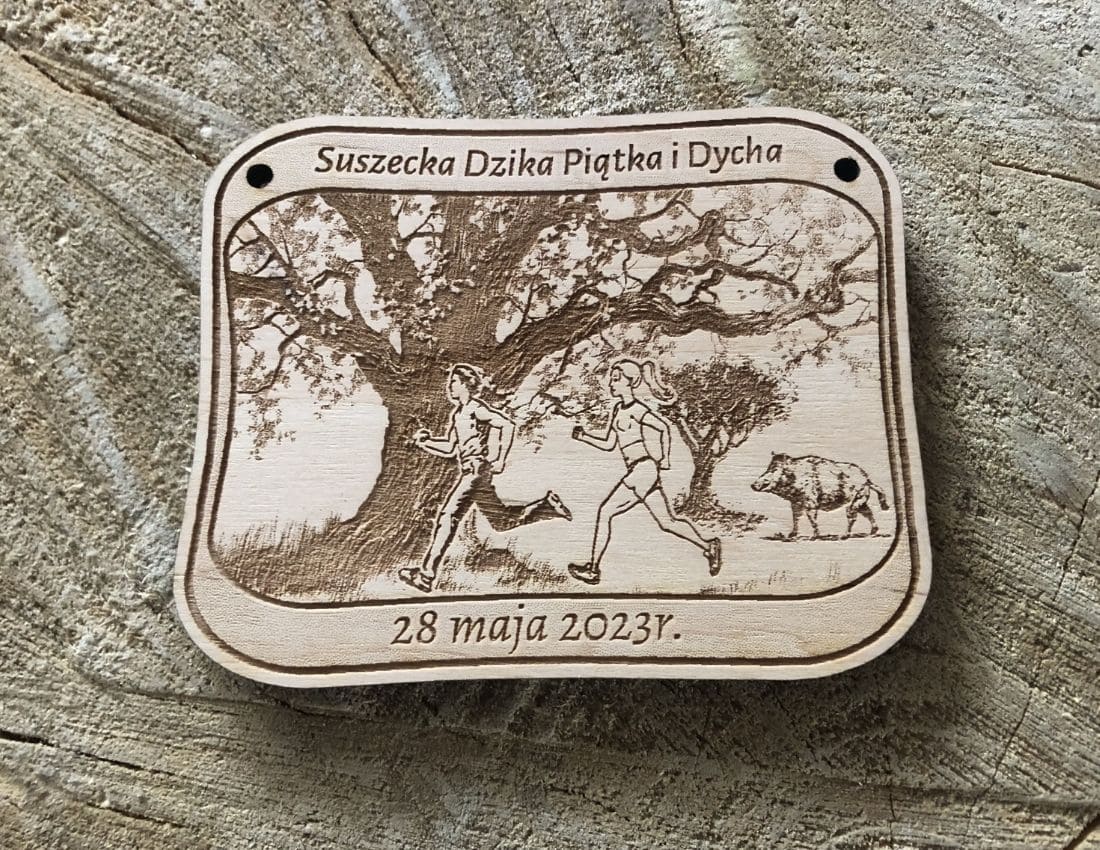 Suszecka Dzika Piątka i Dycha
28 maja 2023r.